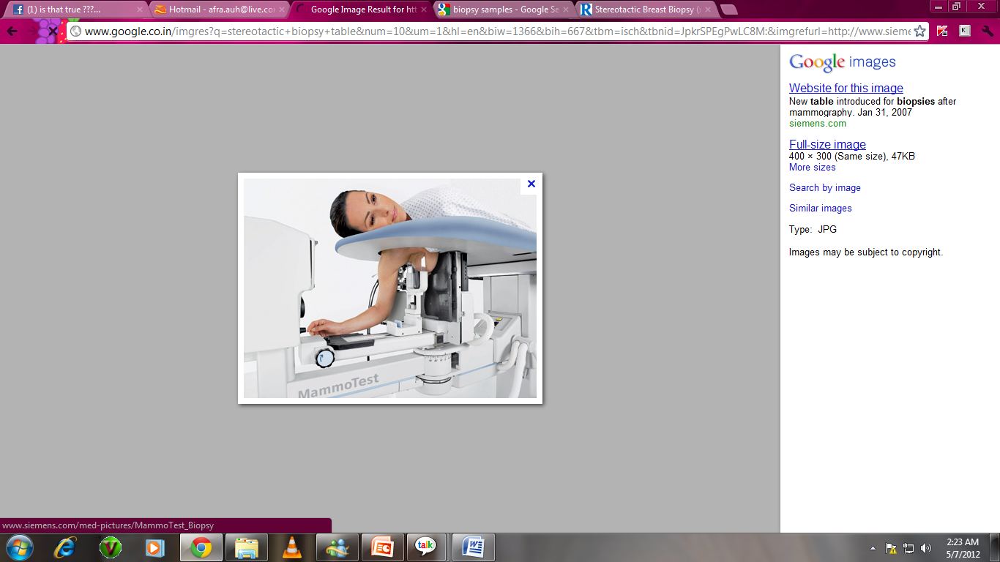 (1) is that true ???...
Hotmail - afra.auh@live.co
Google Image Result for htt
biopsy samples - Google Se
Stereotactic Breast Biopsy (
www.google.co.in/imgres?q=stereotactic+biopsy+table&num=10&um=1&hl=en&biw=1366&bih=667&tbm=isch&tbnid=JpkrSPEgPwLC8M:&imgrefurl=http://www.sieme
Google images
Website for this image
New table introduced for biopsies after
mammography. Jan 31, 2007
siemens.com
Full-size image
400 × 300 (Same size), 47KB
More sizes
Search by image
Similar images
Type: JPG
Images may be subject to copyright.
MammoTest
www.siemens.com/med-pictures/MammoTest_Biopsy
talk
2:23 AM
5/7/2012